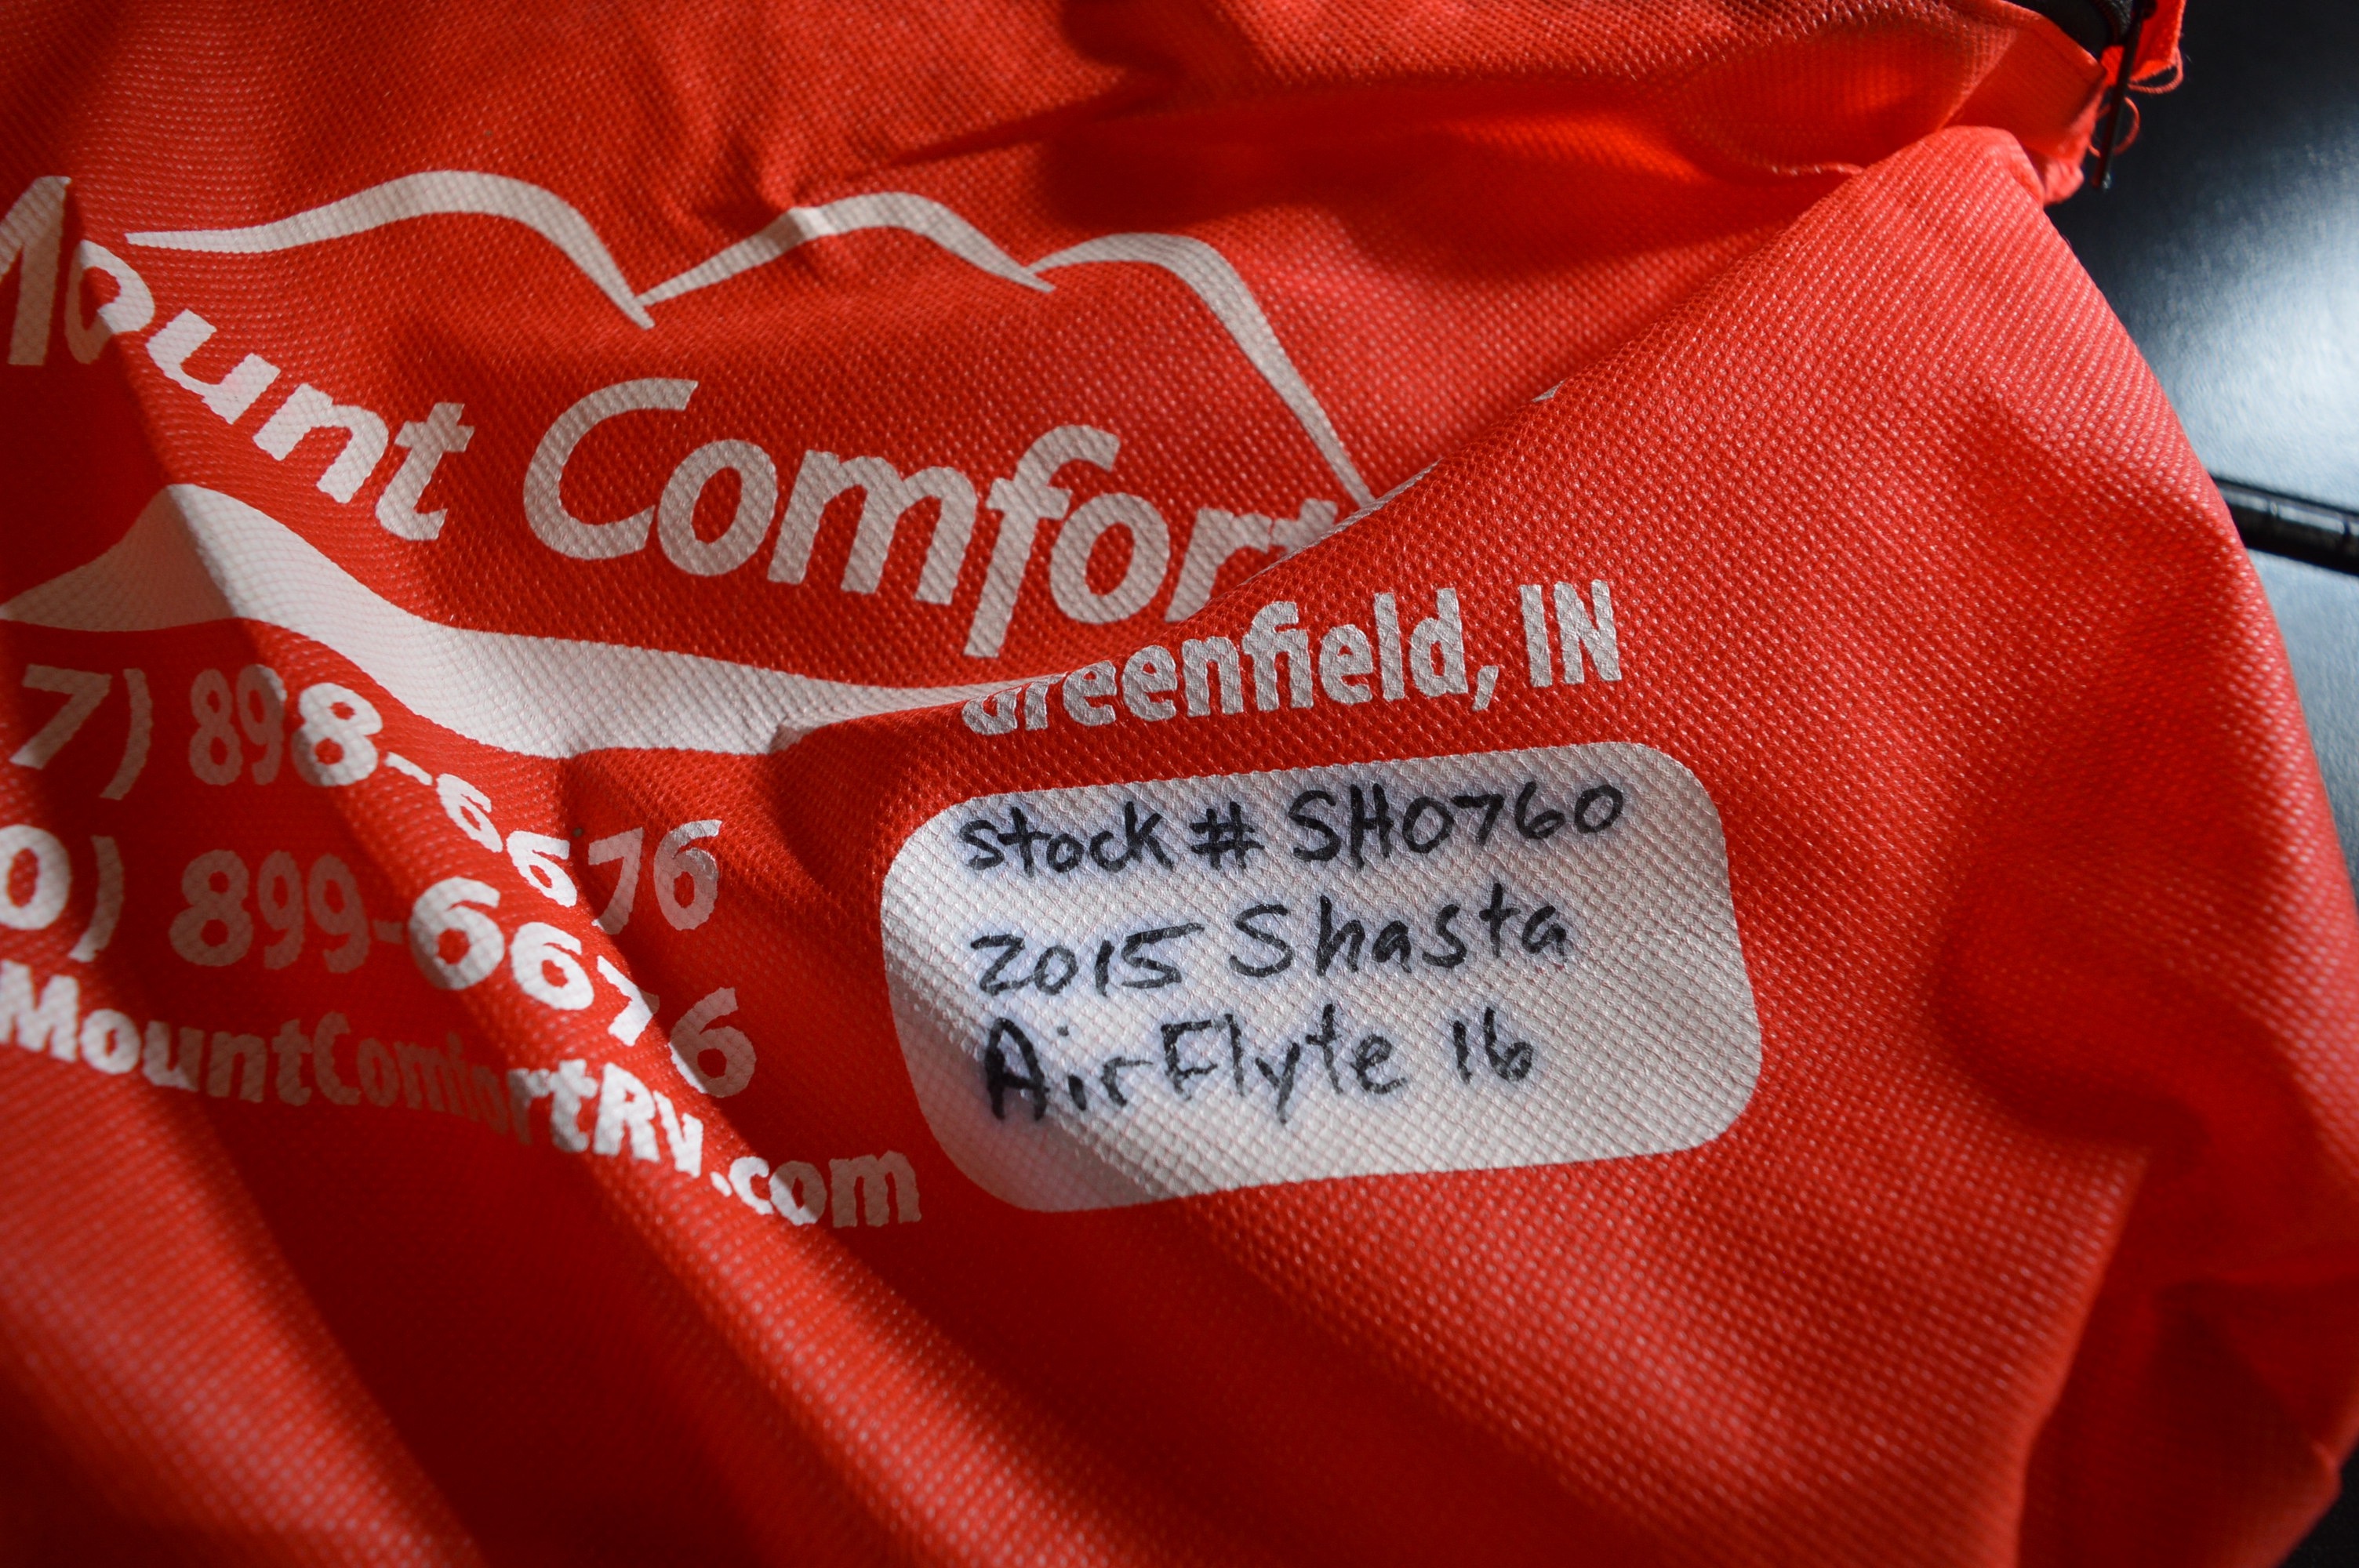 Mount Comfort
Greenfield, IN
7) 898-6676
0) 899-6676
MountComfortRV.com
Stock # SH0760
2015 Shasta
AirFlyte 16